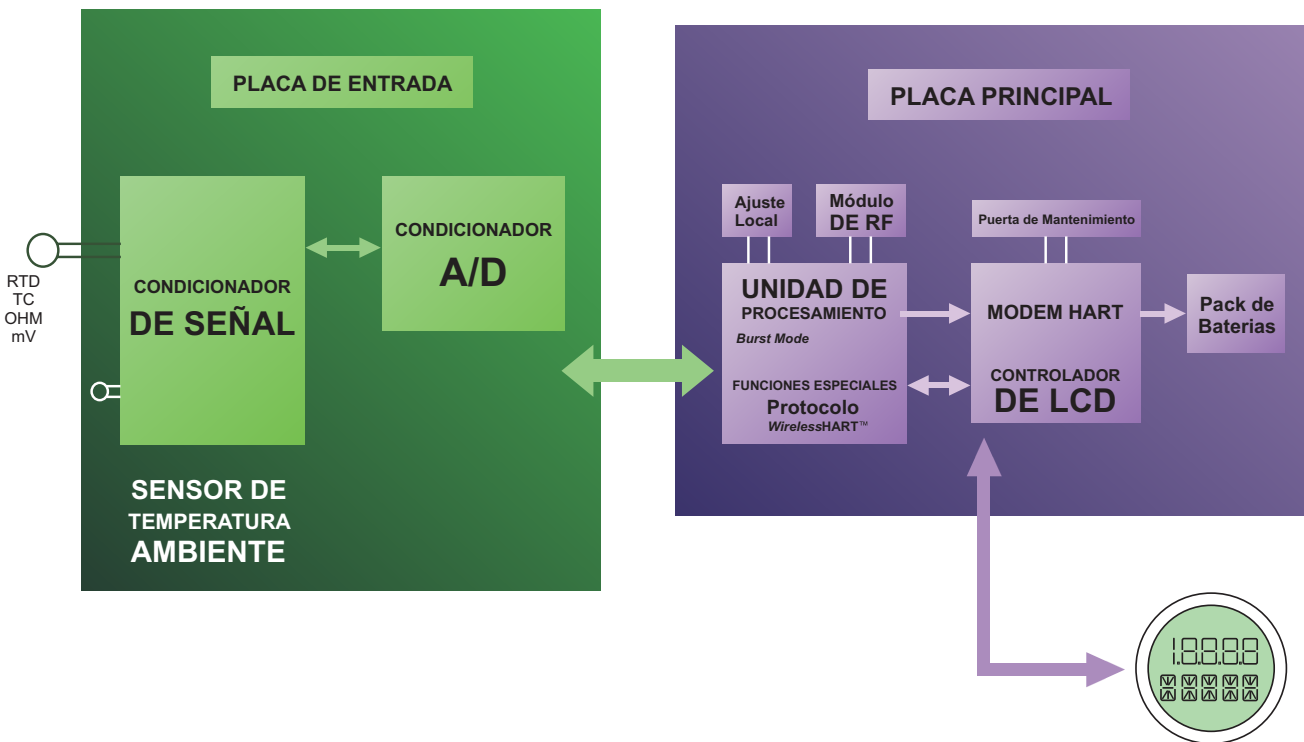 PLACA DE ENTRADA
CONDICIONADOR
DE SEÑAL
CONDICIONADOR
A/D
RTD
TC
OHM
mV
SENSOR DE
TEMPERATURA
AMBIENTE
PLACA PRINCIPAL
Ajuste
Local
Módulo
DE RF
Puerta de Mantenimiento
UNIDAD DE
PROCESAMIENTO
Burst Mode
FUNCIONES ESPECIALES
Protocolo
WirelessHART™
MODEM HART
CONTROLADOR
DE LCD
Pack de
Baterias
1.8.8.8.8